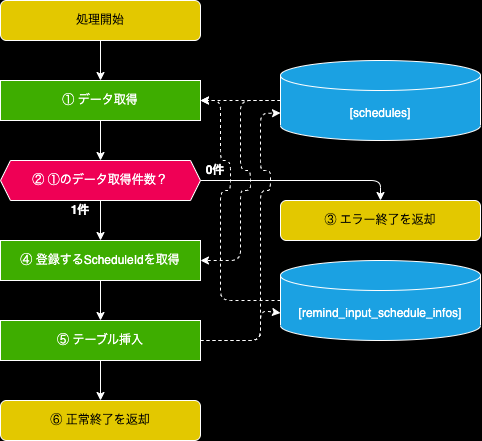 処理開始
① データ取得
[schedules]
② ①のデータ取得件数？
0件
1件
③ エラー終了を返却
④ 登録するScheduleIdを取得
[remind_input_schedule_infos]
⑤ テーブル挿入
⑥ 正常終了を返却